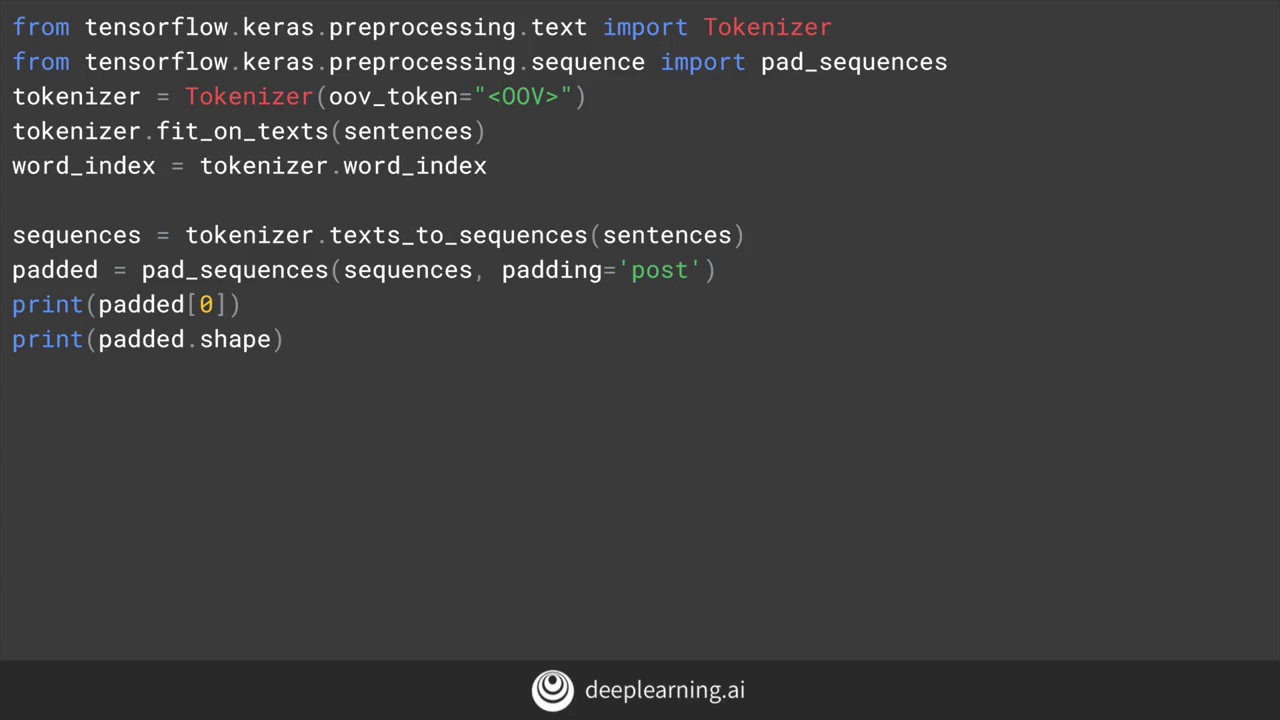 from tensorflow.keras.preprocessing.text import Tokenizer
from tensorflow.keras.preprocessing.sequence import pad_sequences
tokenizer = Tokenizer(oov_token="<OOV>")
tokenizer.fit_on_texts(sentences)
word_index = tokenizer.word_index
sequences = tokenizer.texts_to_sequences(sentences)
padded = pad_sequences(sequences, padding='post')
print(padded[0])
print(padded.shape)
deeplearning.ai